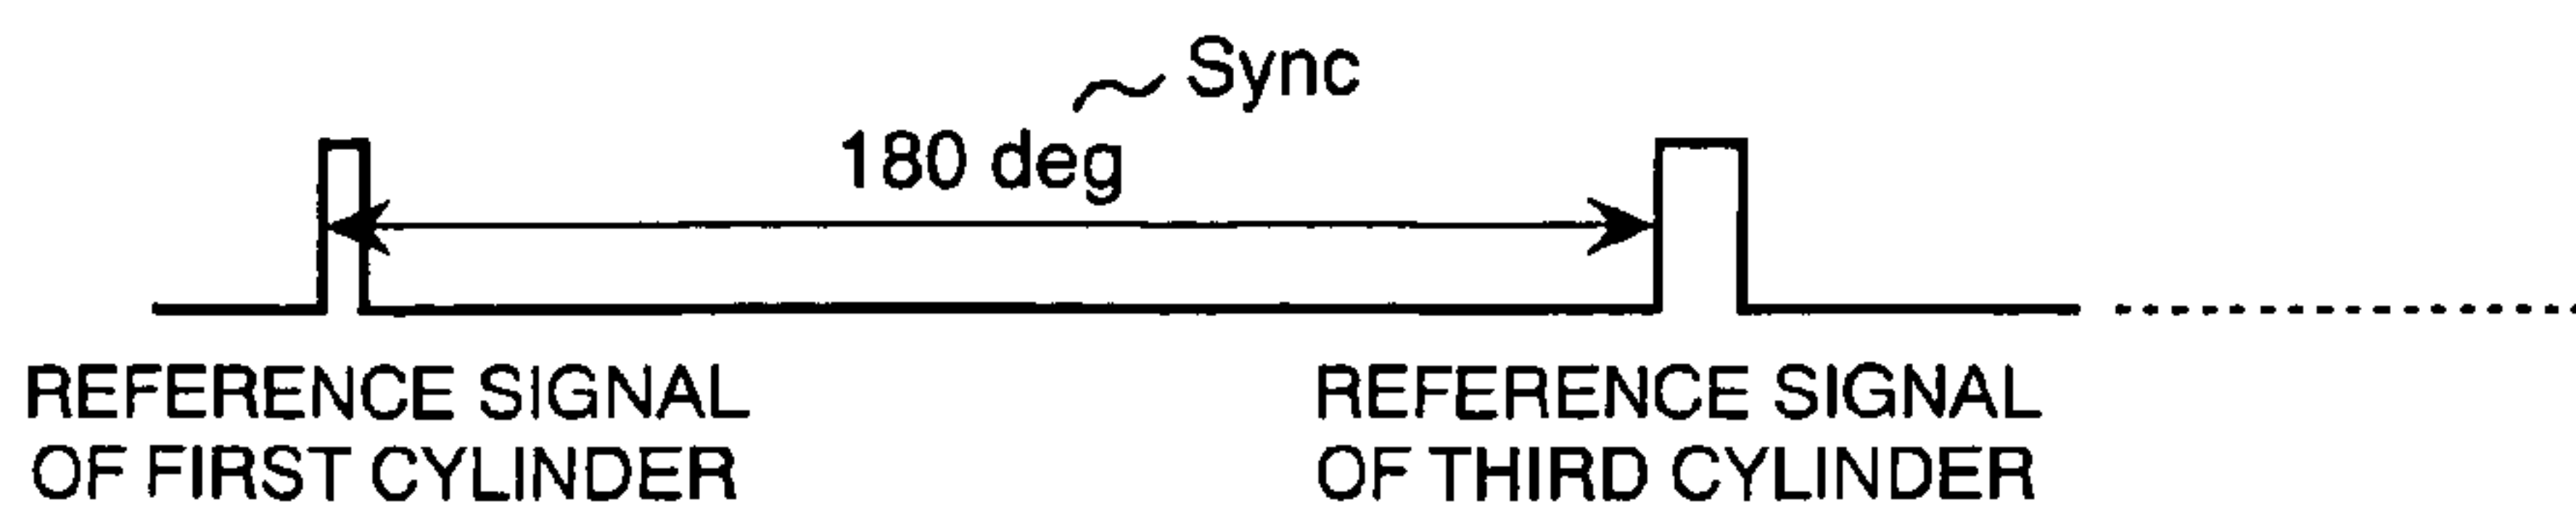 Sync
180 deg
REFERENCE SIGNAL
OF FIRST CYLINDER
REFERENCE SIGNAL
OF THIRD CYLINDER